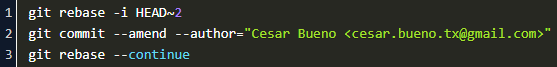 1 git rebase -i HEAD~2
2 git commit --amend --author="Cesar Bueno <cesar.bueno.tx@gmail.com>"
3 git rebase --continue